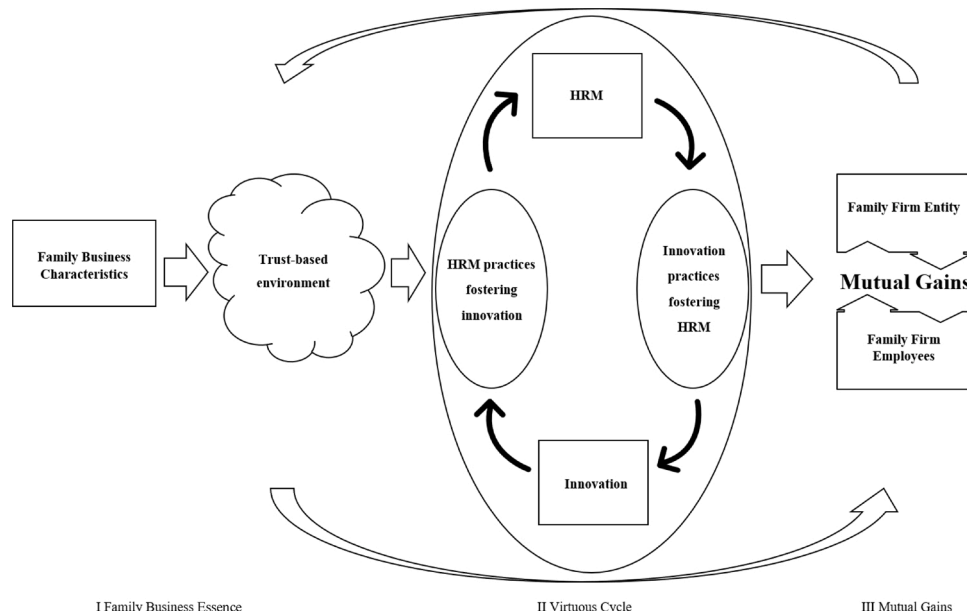 Family Business
Characteristics
Trust-based
environment
HRM
HRM practices
fostering
innovation
Innovation
practices
fostering
HRM
Innovation
Family Firm Entity
Mutual Gains
Family Firm
Employees
I Family Business Essence
II Virtuous Cycle
III Mutual Gains